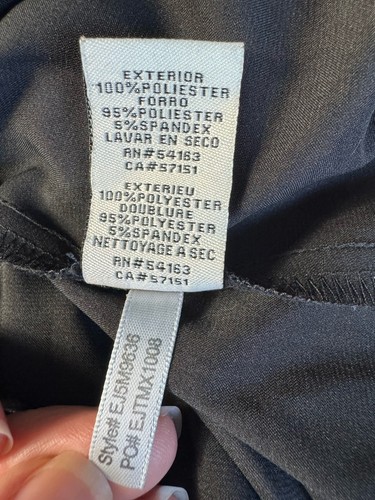 EXTERIOR
100%POLIESTER
FORRO
95%POLIESTER
5%SPANDEX
LAVAR EN SECO
RN#54163
CA#57151
EXTERIEU
100%POLYESTER
DOUBLURE
95%POLYESTER
5%SPANDEX
NETTOYAGE A SEC
RN#54163
CA#57151
Style# EJ5M9636
PO# EJTMX1008